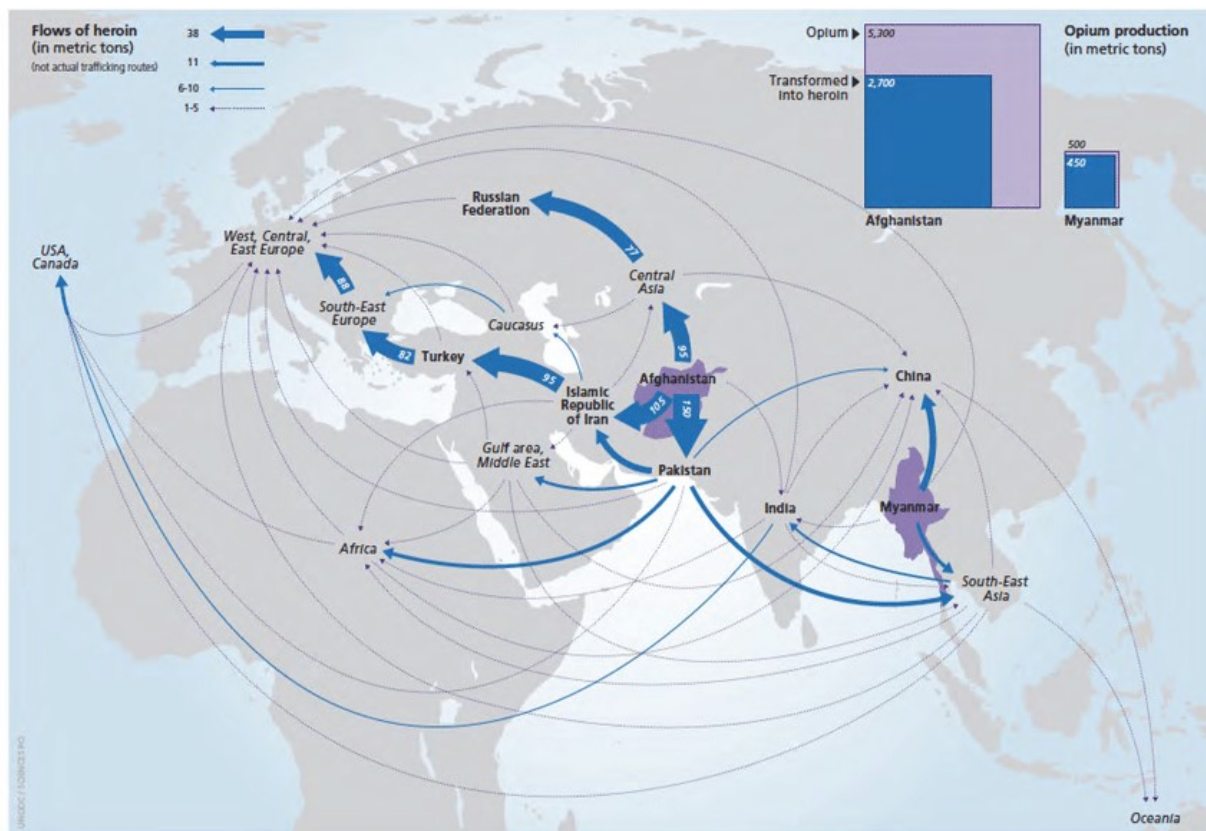 Flows of heroin
(in metric tons)
(not actual trafficking routes)
38
11
6-10
1-5
Opium
5,300
Transformed
into heroin
2,700
Afghanistan
Opium production
(in metric tons)
500
450
Myanmar
Russian
Federation
77
West, Central,
East Europe
USA,
Canada
88
Central
Asia
South-East
Europe
Caucasus
82
Turkey
95
95
Afghanistan
China
Islamic
Republic
of Iran
105
150
Gulf area,
Middle East
Pakistan
India
Myanmar
Africa
South-East
Asia
Oceania
UNODC / SCIENCES PO